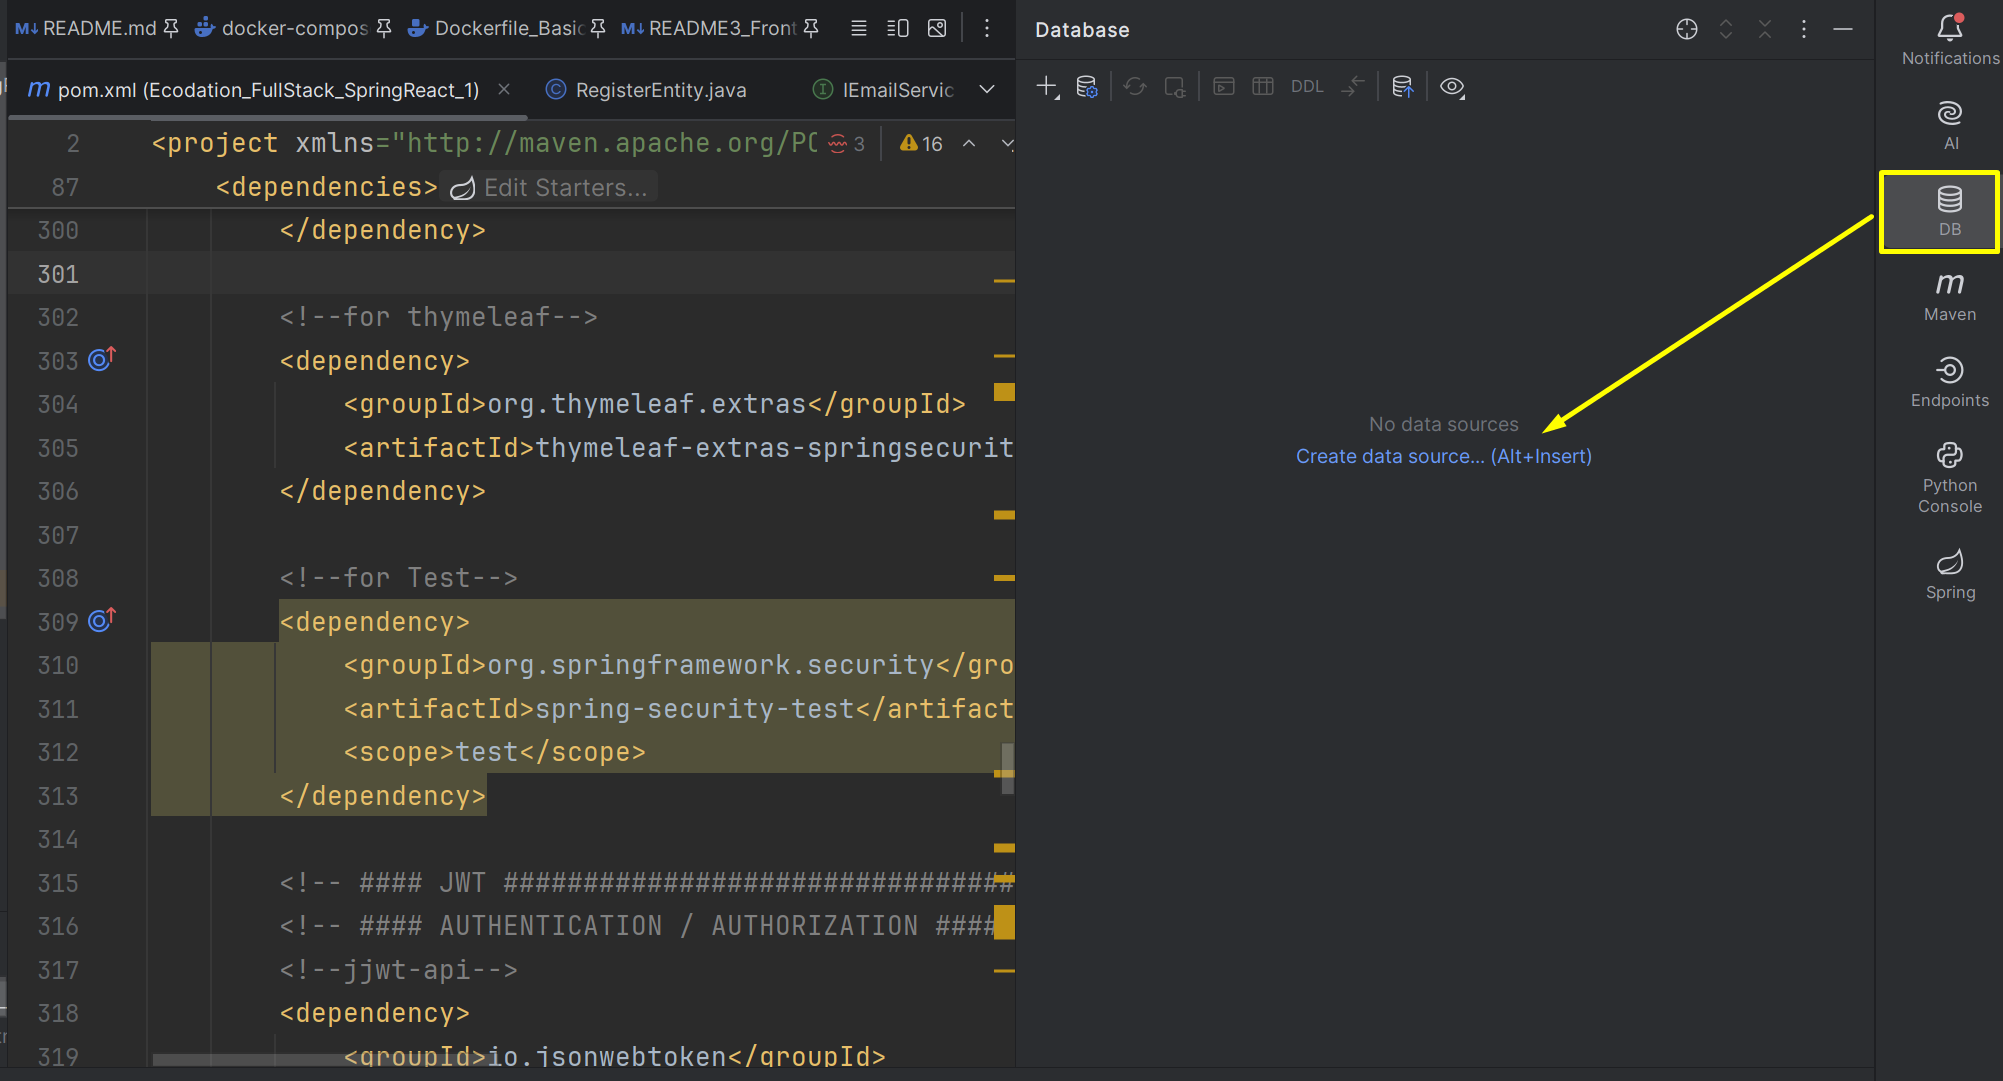 README.md docker-compos Dockerfile_Basic README3_Front
pom.xml (Ecodation_FullStack_SpringReact_1) RegisterEntity.java IEmailServic
2 <project xmlns="http://maven.apache.org/PO 3 16
87 <dependencies> Edit Starters...
300 </dependency>
301
302 <!--for thymeleaf-->
303 <dependency>
304 <groupId>org.thymeleaf.extras</groupId>
305 <artifactId>thymeleaf-extras-springsecurit
306 </dependency>
307
308 <!--for Test-->
309 <dependency>
310 <groupId>org.springframework.security</gro
311 <artifactId>spring-security-test</artifact
312 <scope>test</scope>
313 </dependency>
314
315 <!-- #### JWT ################################
316 <!-- #### AUTHENTICATION / AUTHORIZATION ####
317 <!--jjwt-api-->
318 <dependency>
319 <groupId>io.jsonwebtoken</groupId>
Database
DDL
No data sources
Create data source... (Alt+Insert)
Notifications
AI
DB
m
Maven
Endpoints
Python
Console
Spring